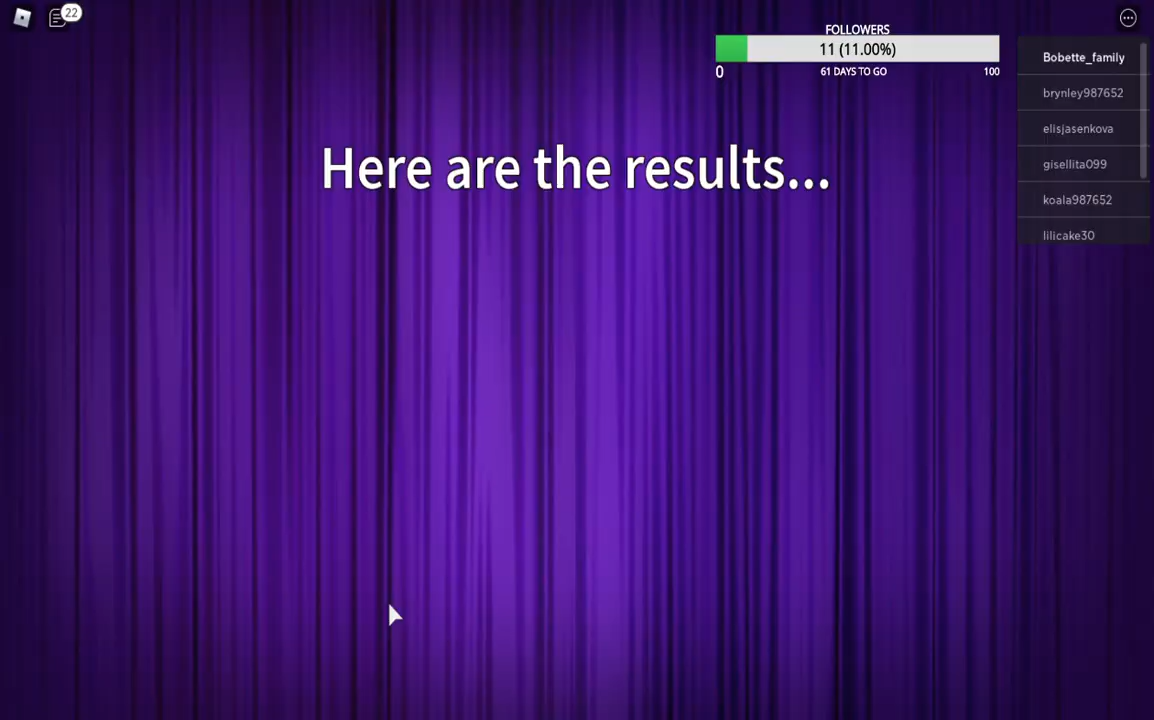 22
FOLLOWERS
11 (11.00%)
0
61 DAYS TO GO
100
Bobette_family
brynley987652
elisjasenkova
gisellita099
koala987652
lilicake30
Here are the results...